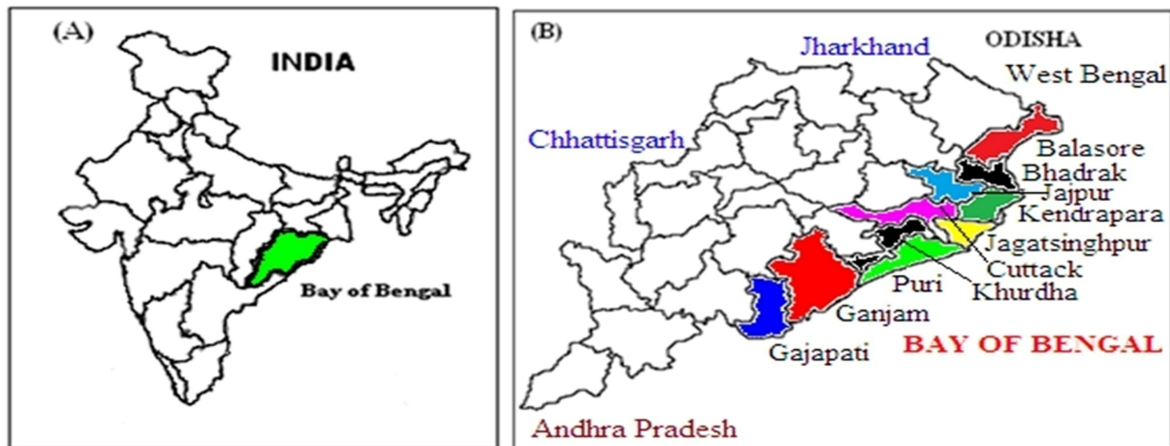 (A)
INDIA
Bay of Bengal
(B)
ODISHA
Jharkhand
West Bengal
Chhattisgarh
Balasore
Bhadrak
Jajpur
Kendrapara
Jagatsinghpur
Cuttack
Khurdha
Puri
Ganjam
Gajapati
BAY OF BENGAL
Andhra Pradesh